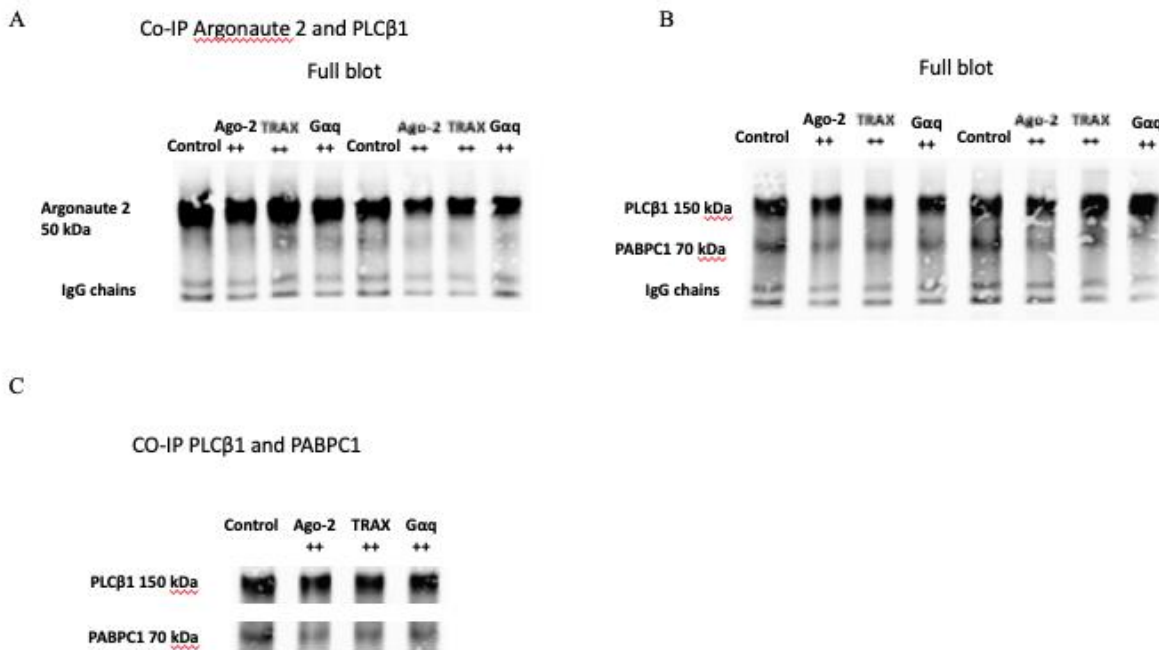 A
Co-IP Argonaute 2 and PLCβ1
Full blot
Ago-2 TRAX Gαq Ago-2 TRAX Gαq
Control ++ ++ ++ Control ++ ++ ++
Argonaute 2
50 kDa
IgG chains
B
Full blot
Ago-2 TRAX Gαq Ago-2 TRAX Gαq
Control ++ ++ ++ Control ++ ++ ++
PLCβ1 150 kDa
PABPC1 70 kDa
IgG chains
C
CO-IP PLCβ1 and PABPC1
Control Ago-2 TRAX Gαq
++ ++ ++
PLCβ1 150 kDa
PABPC1 70 kDa